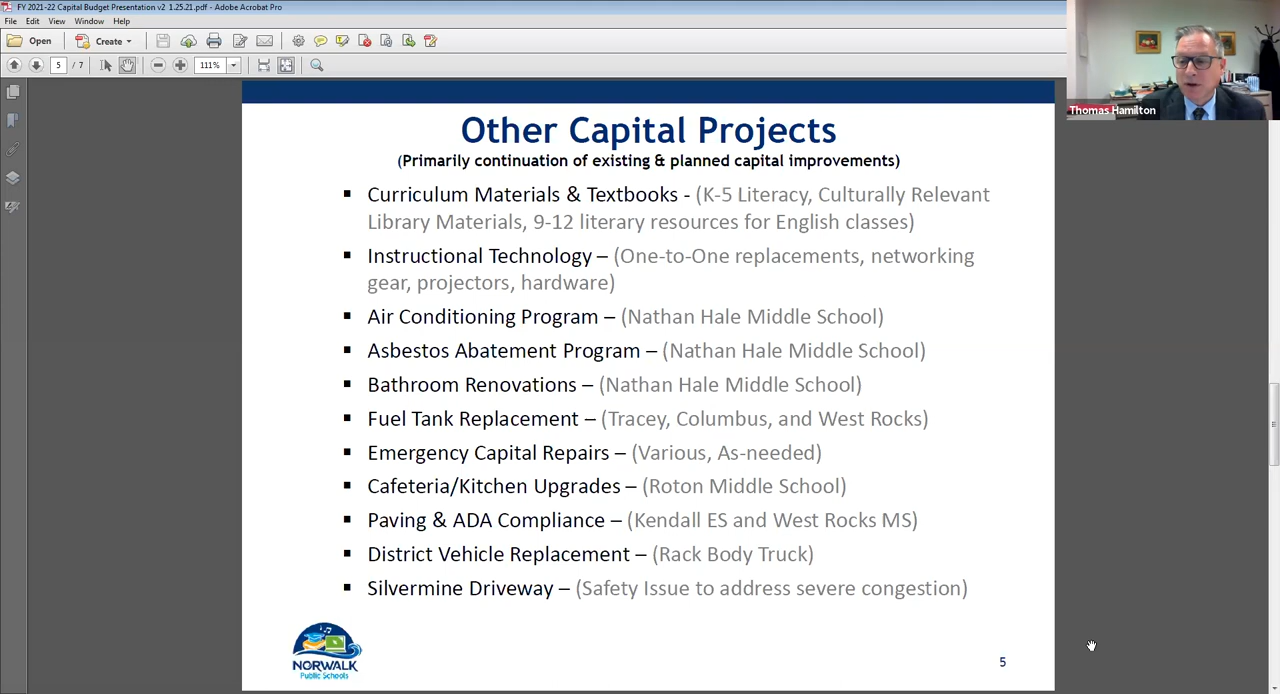 FY 2021-22 Capital Budget Presentation v2 1.25.21.pdf - Adobe Acrobat Pro
File Edit View Window Help
Open Create
5 / 7 111%
Thomas Hamilton
Other Capital Projects
(Primarily continuation of existing & planned capital improvements)
▪ Curriculum Materials & Textbooks - (K-5 Literacy, Culturally Relevant
Library Materials, 9-12 literary resources for English classes)
▪ Instructional Technology – (One-to-One replacements, networking
gear, projectors, hardware)
▪ Air Conditioning Program – (Nathan Hale Middle School)
▪ Asbestos Abatement Program – (Nathan Hale Middle School)
▪ Bathroom Renovations – (Nathan Hale Middle School)
▪ Fuel Tank Replacement – (Tracey, Columbus, and West Rocks)
▪ Emergency Capital Repairs – (Various, As-needed)
▪ Cafeteria/Kitchen Upgrades – (Roton Middle School)
▪ Paving & ADA Compliance – (Kendall ES and West Rocks MS)
▪ District Vehicle Replacement – (Rack Body Truck)
▪ Silvermine Driveway – (Safety Issue to address severe congestion)
NORWALK
Public Schools
5